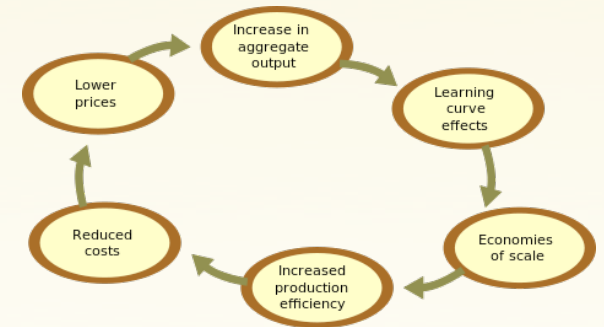 Increase in
aggregate
output
Learning
curve
effects
Economies
of scale
Increased
production
efficiency
Reduced
costs
Lower
prices